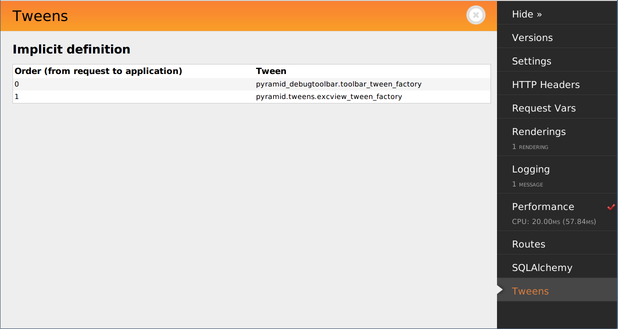 Tweens
Implicit definition
Order (from request to application) Tween
0 pyramid_debugtoolbar.toolbar_tween_factory
1 pyramid.tweens.excview_tween_factory
Hide »
Versions
Settings
HTTP Headers
Request Vars
Renderings
1 RENDERING
Logging
1 MESSAGE
Performance
CPU: 20.00MS (57.84MS)
Routes
SQLAlchemy
Tweens